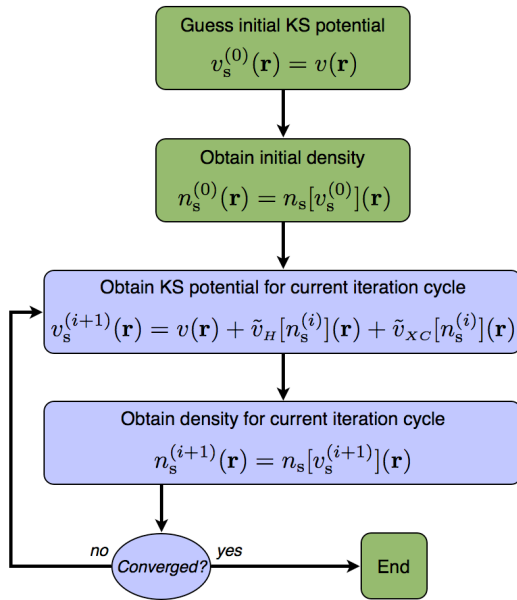 Guess initial KS potential
v_s^{(0)}(𝐫) = v(𝐫)
Obtain initial density
n_s^{(0)}(𝐫) = n_s[v_s^{(0)}](𝐫)
Obtain KS potential for current iteration cycle
v_s^{(i+1)}(𝐫) = v(𝐫) + ṽ_H[n_s^{(i)}](𝐫) + ṽ_{XC}[n_s^{(i)}](𝐫)
Obtain density for current iteration cycle
n_s^{(i+1)}(𝐫) = n_s[v_s^{(i+1)}](𝐫)
no
Converged?
yes
End